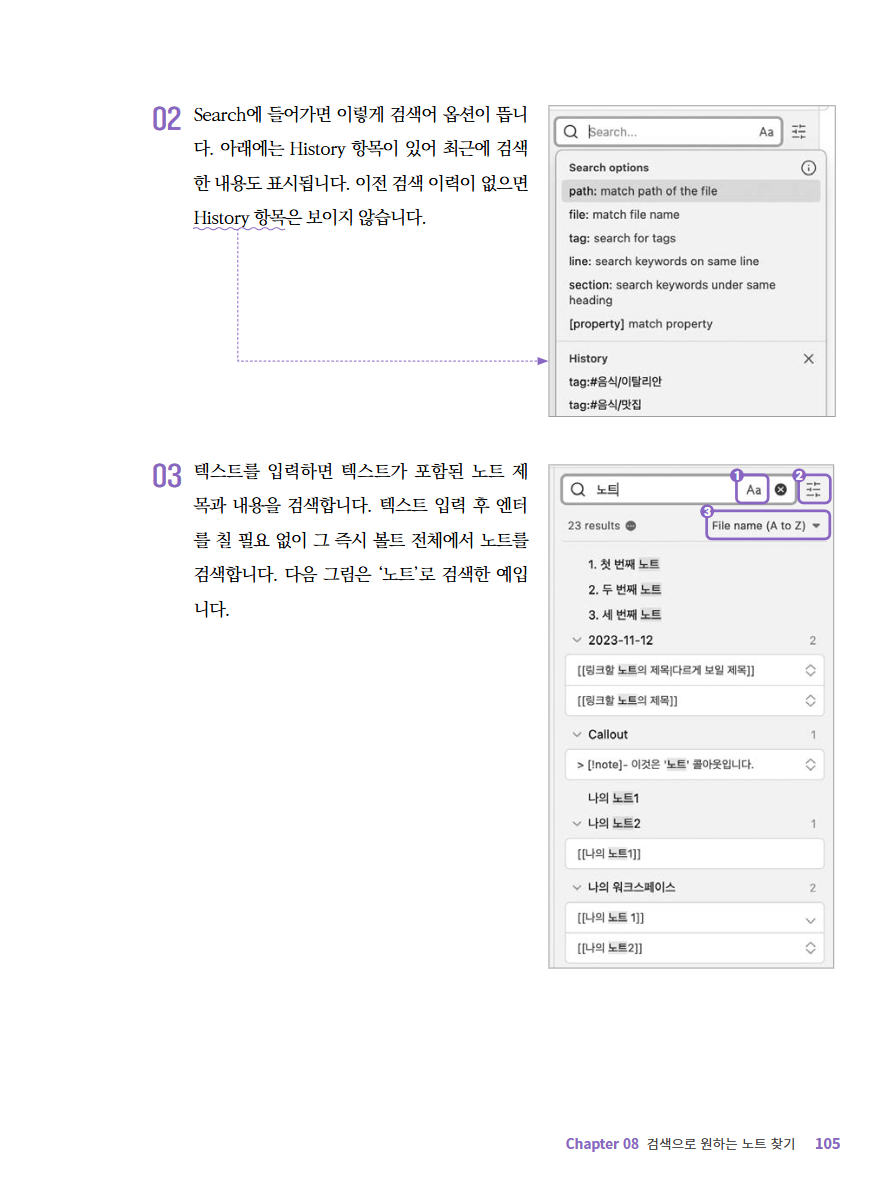 02
Search에 들어가면 이렇게 검색어 옵션이 뜹니
다. 아래에는 History 항목이 있어 최근에 검색
한 내용도 표시됩니다. 이전 검색 이력이 없으면
History 항목은 보이지 않습니다.
Search... Aa
Search options
path: match path of the file
file: match file name
tag: search for tags
line: search keywords on same line
section: search keywords under same
heading
[property] match property
History
tag:#음식/이탈리안
tag:#음식/맛집
03
텍스트를 입력하면 텍스트가 포함된 노트 제
목과 내용을 검색합니다. 텍스트 입력 후 엔터
를 칠 필요 없이 그 즉시 볼트 전체에서 노트를
검색합니다. 다음 그림은 ‘노트’로 검색한 예입
니다.
1 2
노트 Aa
3
23 results File name (A to Z)
1. 첫 번째 노트
2. 두 번째 노트
3. 세 번째 노트
2023-11-12 2
[[링크할 노트의 제목|다르게 보일 제목]]
[[링크할 노트의 제목]]
Callout 1
> [!note]- 이것은 '노트' 콜아웃입니다.
나의 노트1
나의 노트2 1
[[나의 노트1]]
나의 워크스페이스 2
[[나의 노트 1]]
[[나의 노트2]]
Chapter 08 검색으로 원하는 노트 찾기 105